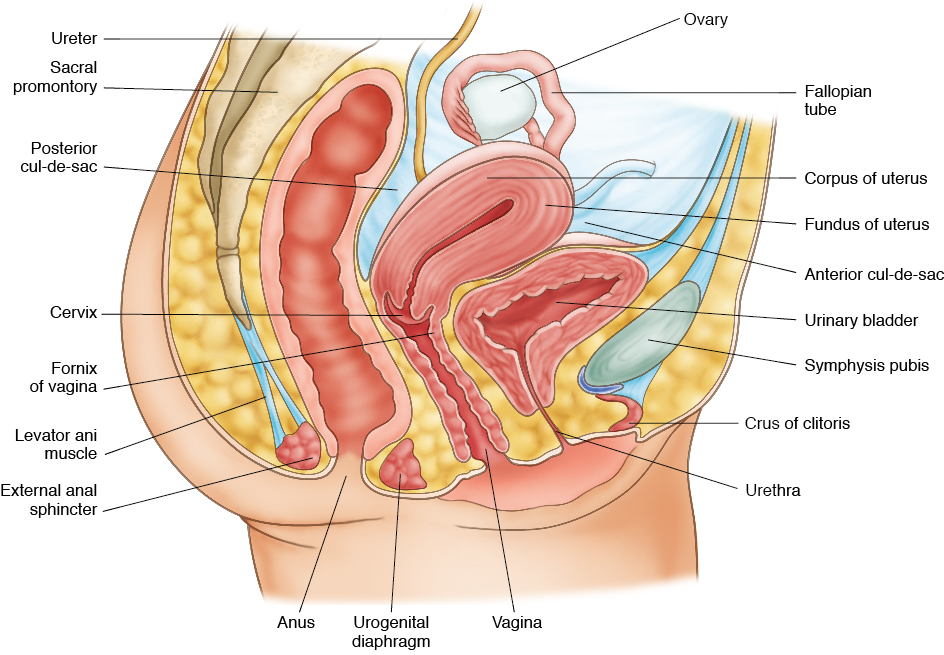 Ureter
Sacral
promontory
Posterior
cul-de-sac
Cervix
Fornix
of vagina
Levator ani
muscle
External anal
sphincter
Anus
Urogenital
diaphragm
Vagina
Ovary
Fallopian
tube
Corpus of uterus
Fundus of uterus
Anterior cul-de-sac
Urinary bladder
Symphysis pubis
Crus of clitoris
Urethra